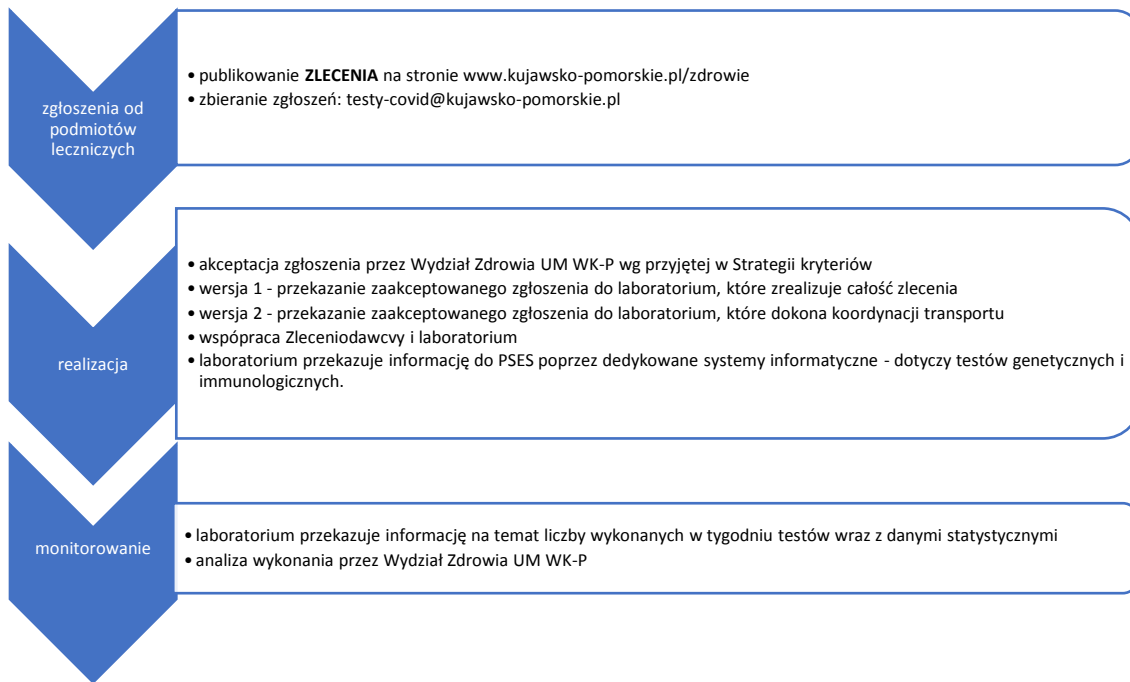 zgłoszenia od
podmiotów
leczniczych
• publikowanie ZLECENIA na stronie www.kujawsko-pomorskie.pl/zdrowie
• zbieranie zgłoszeń: testy-covid@kujawsko-pomorskie.pl
realizacja
• akceptacja zgłoszenia przez Wydział Zdrowia UM WK-P wg przyjętej w Strategii kryteriów
• wersja 1 - przekazanie zaakceptowanego zgłoszenia do laboratorium, które zrealizuje całość zlecenia
• wersja 2 - przekazanie zaakceptowanego zgłoszenia do laboratorium, które dokona koordynacji transportu
• współpraca Zleceniodawcvy i laboratorium
• laboratorium przekazuje informację do PSES poprzez dedykowane systemy informatyczne - dotyczy testów genetycznych i
immunologicznych.
monitorowanie
• laboratorium przekazuje informację na temat liczby wykonanych w tygodniu testów wraz z danymi statystycznymi
• analiza wykonania przez Wydział Zdrowia UM WK-P